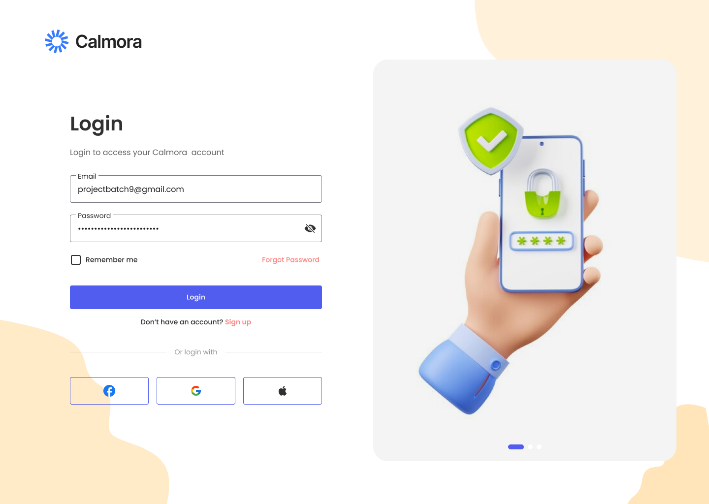 Calmora
Login
Login to access your Calmora account
Email
projectbatch9@gmail.com
Password
•••••••••••••••••••••••••
Remember me
Forgot Password
Login
Don't have an account? Sign up
Or login with
****